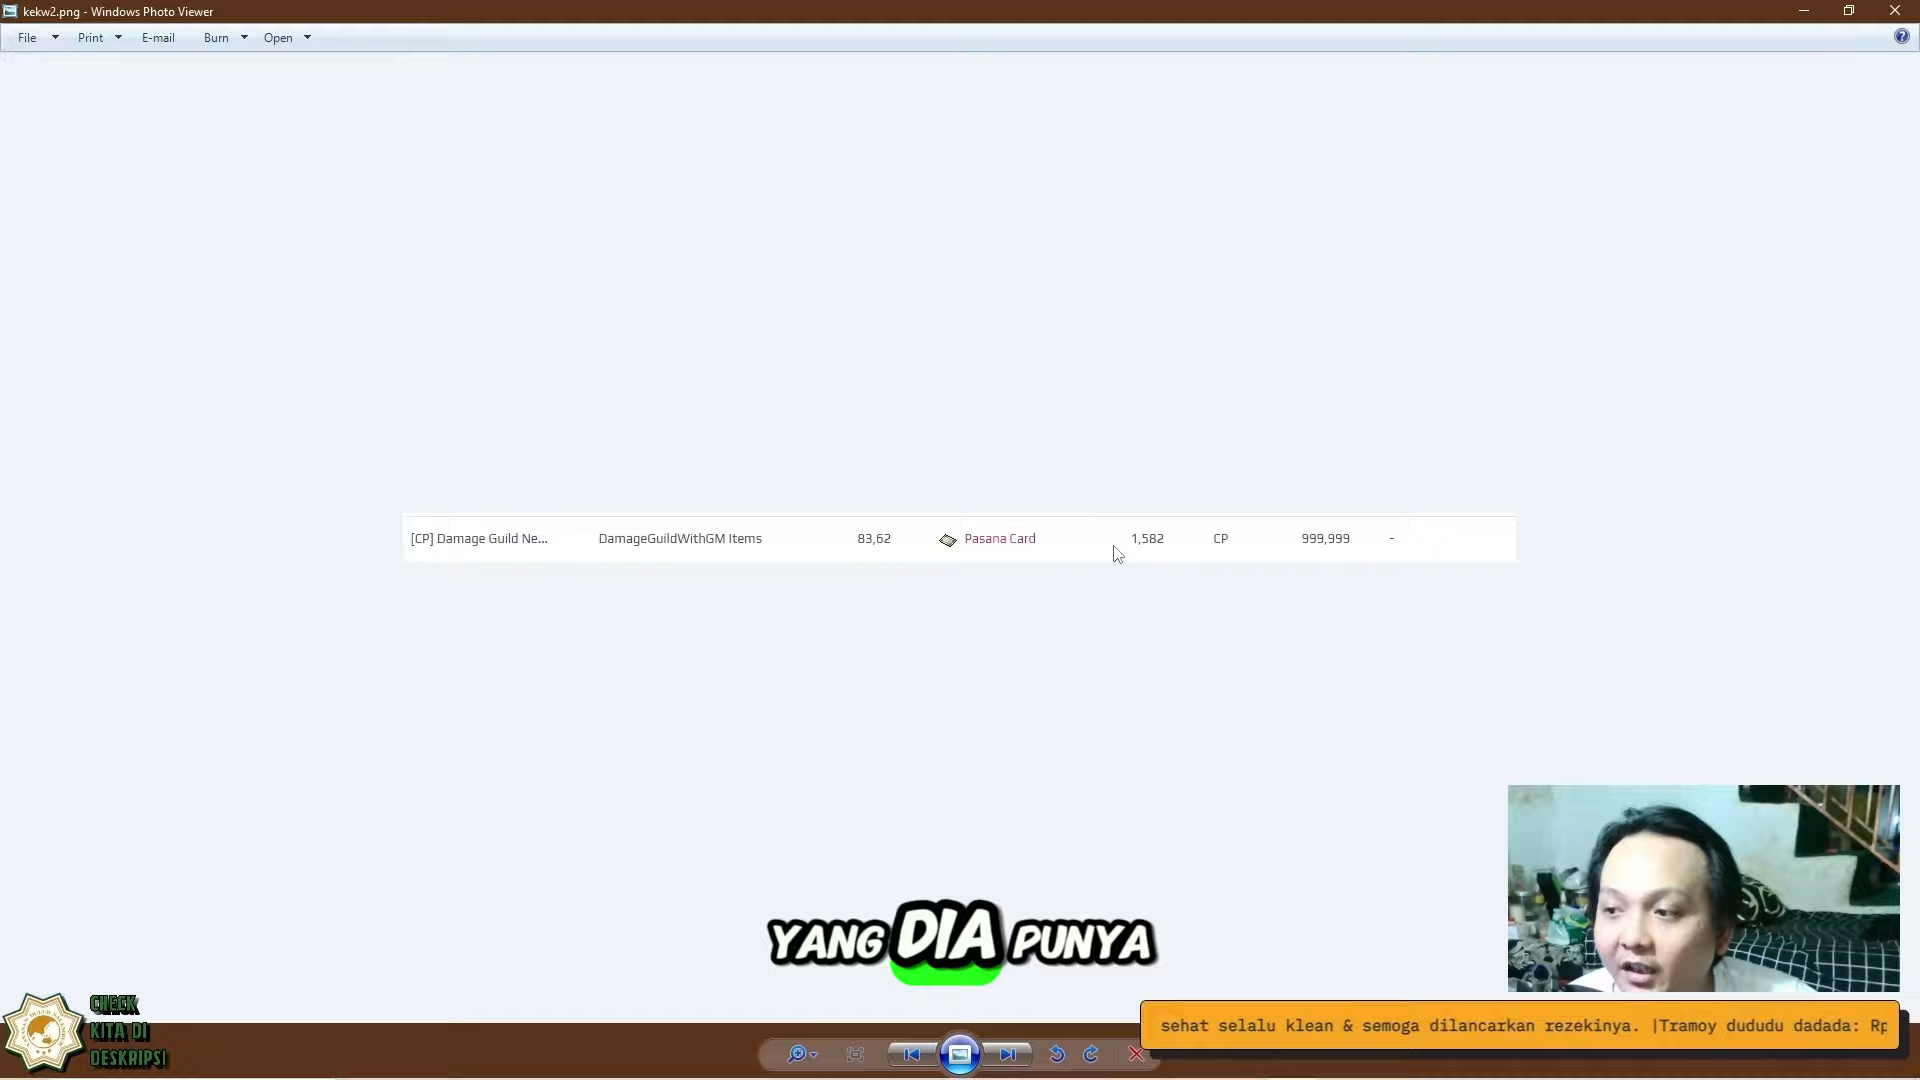 kekw2.png - Windows Photo Viewer
File Print E-mail Burn Open
[CP] Damage Guild Ne... DamageGuildWithGM Items 83,62 Pasana Card 1,582 CP 999,999 -
YANG DIA PUNYA
CHECK
KITA DI
DESKRIPSI
sehat selalu klean & semoga dilancarkan rezekinya. |Tramoy dududu dadada: Rp